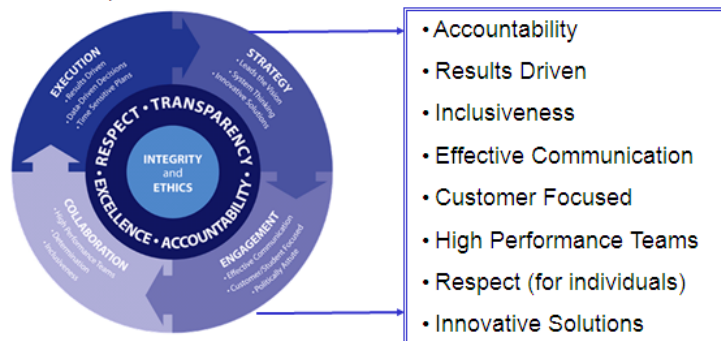 EXECUTION
• Results Driven
• Data-Driven Decisions
• Time Sensitive Plans
STRATEGY
• Leads the Vision
• System Thinking
• Innovative Solutions
RESPECT • TRANSPARENCY •
EXCELLENCE • ACCOUNTABILITY •
INTEGRITY
and
ETHICS
COLLABORATION
• High Performance Teams
• Determination
• Inclusiveness
ENGAGEMENT
• Effective Communication
• Customer/Student Focused
• Politically Astute
• Accountability
• Results Driven
• Inclusiveness
• Effective Communication
• Customer Focused
• High Performance Teams
• Respect (for individuals)
• Innovative Solutions